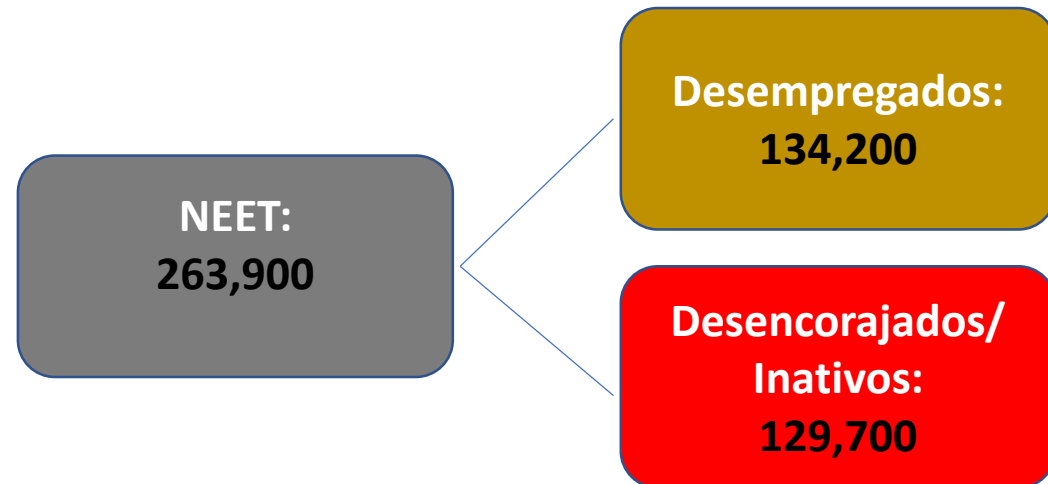 NEET:
263,900
Desempregados:
134,200
Desencorajados/
Inativos:
129,700